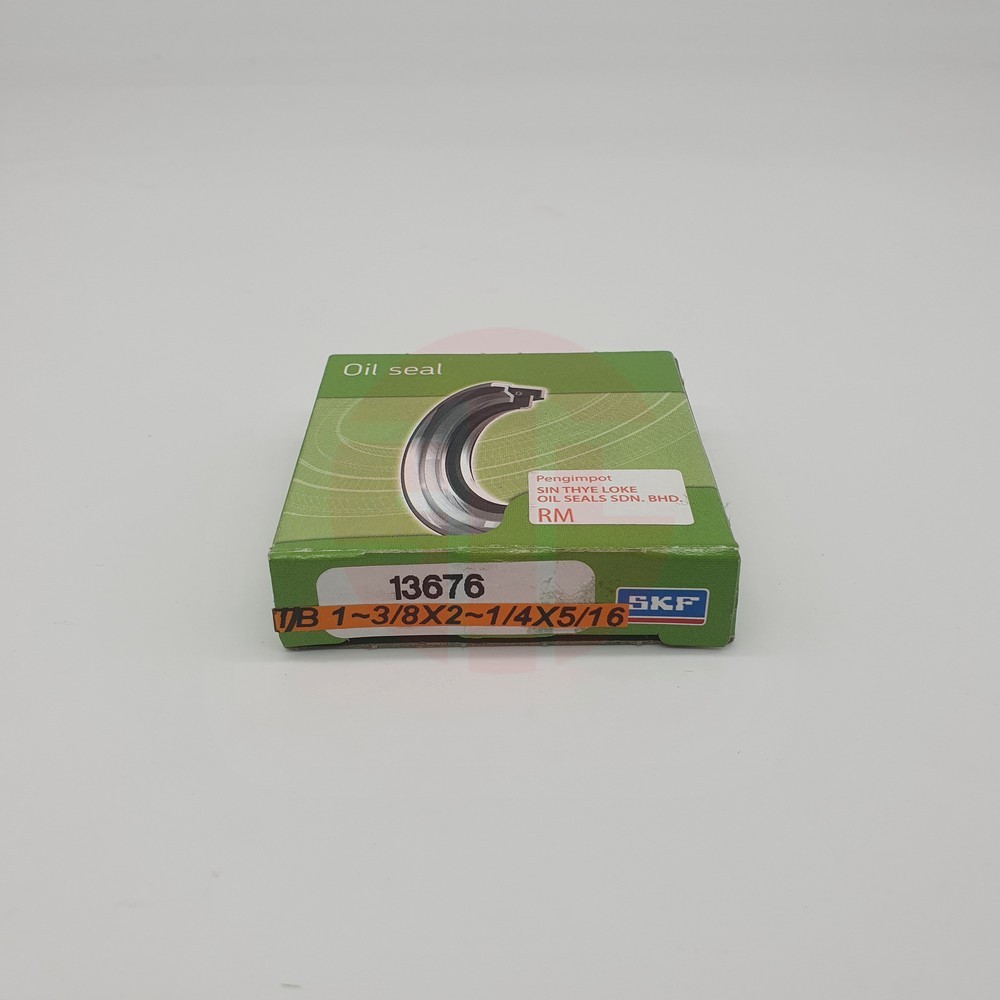 Oil seal
Pengimpot
SIN THYE LOKE
OIL SEALS SDN. BHD.
RM
13676
1~3/8X2~1/4X5/16
SKF